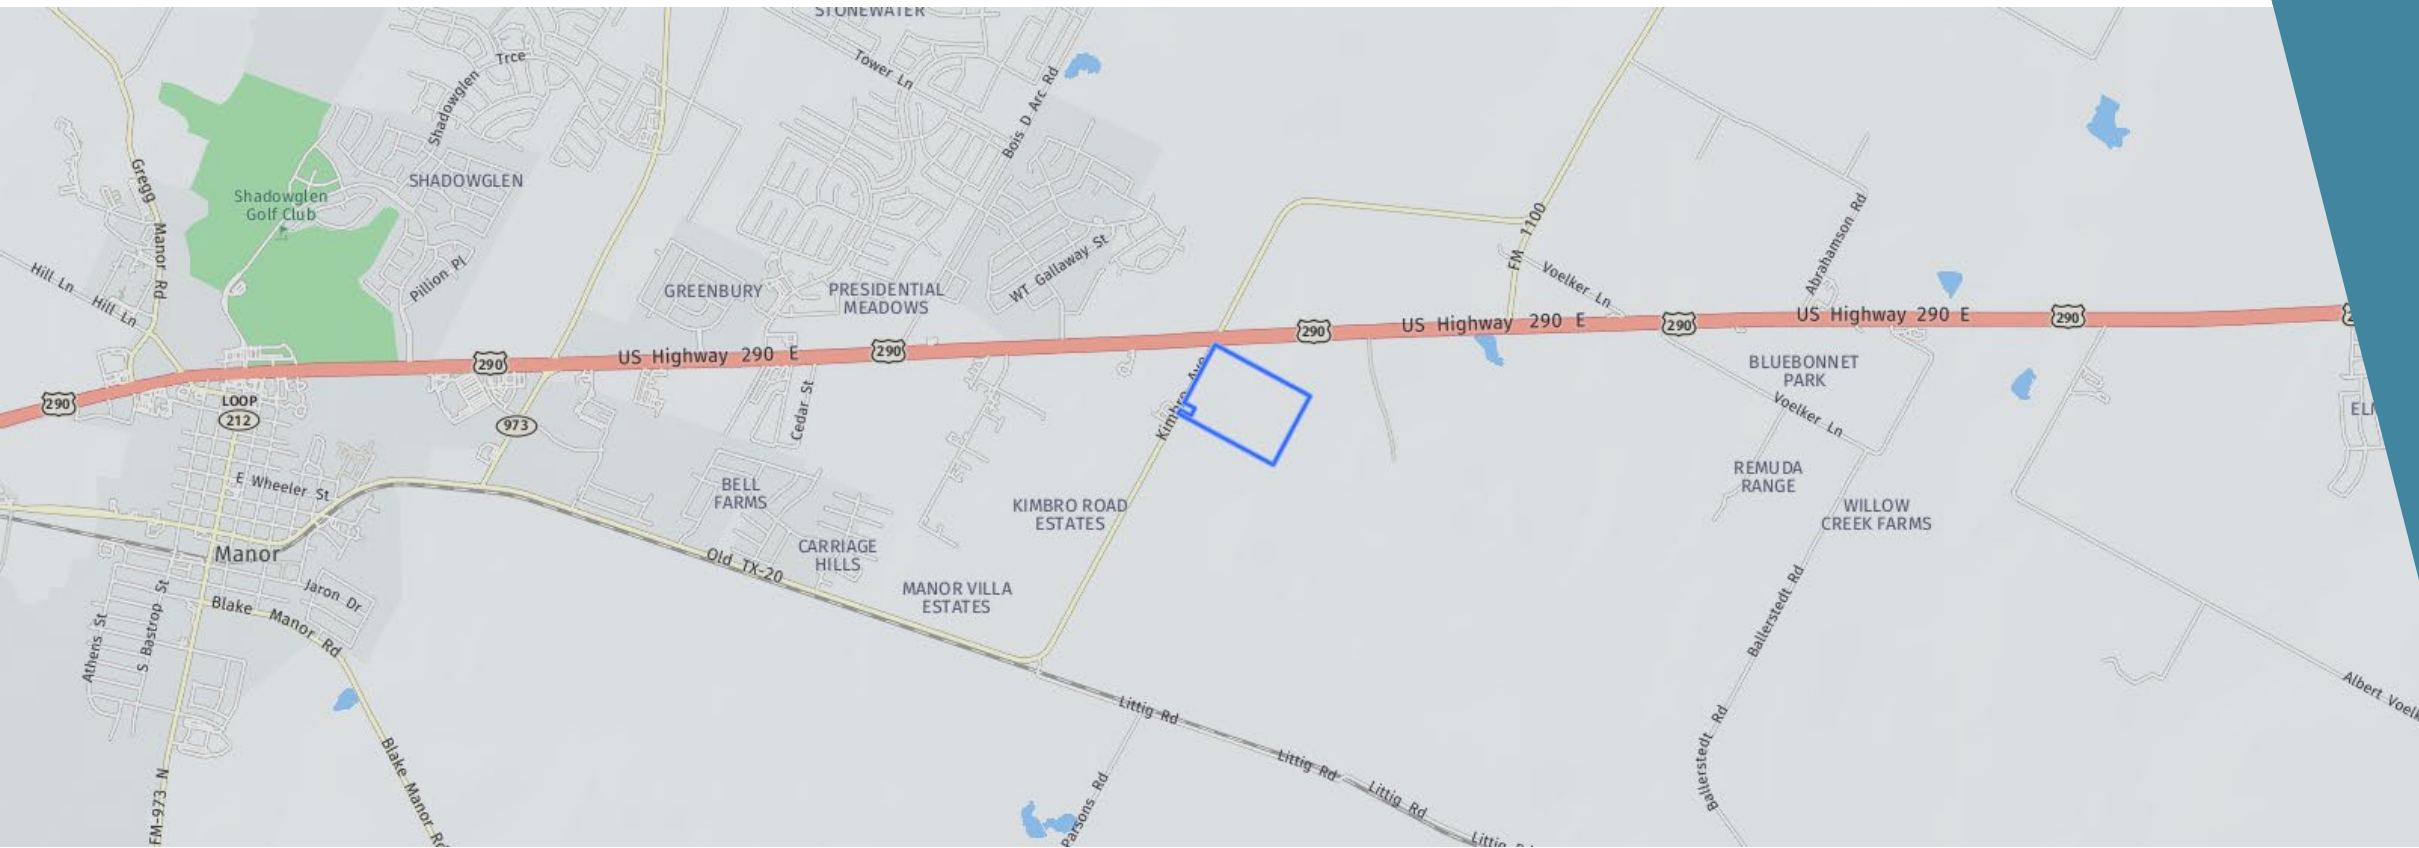 STONEWATER
Trce
Tower Ln
Shadowglen
Bois D Arc Rd
Gregg
Manor Rd
SHADOWGLEN
Shadowglen
Golf Club
Abrahamson Rd
FM 1100
Hill Ln
Hill Ln
Pillion Pl
WT Gallaway St
Voelker Ln
GREENBURY
PRESIDENTIAL
MEADOWS
US Highway 290 E
US Highway 290 E
US Highway 290 E
290
290
290
290
290
290
BLUEBONNET
PARK
Kimbro Ave
LOOP
212
973
Cedar St
Voelker Ln
E Wheeler St
BELL
FARMS
REMUDA
RANGE
KIMBRO ROAD
ESTATES
WILLOW
CREEK FARMS
CARRIAGE
HILLS
Manor
Old TX-20
MANOR VILLA
ESTATES
Jaron Dr
Blake Manor Rd
Athens St
S Bastrop St
Ballerstedt Rd
Albert
Littig Rd
Ballerstedt Rd
Littig Rd
Littig Rd
Littig
Blake Manor
FM-973 N
Parsons Rd